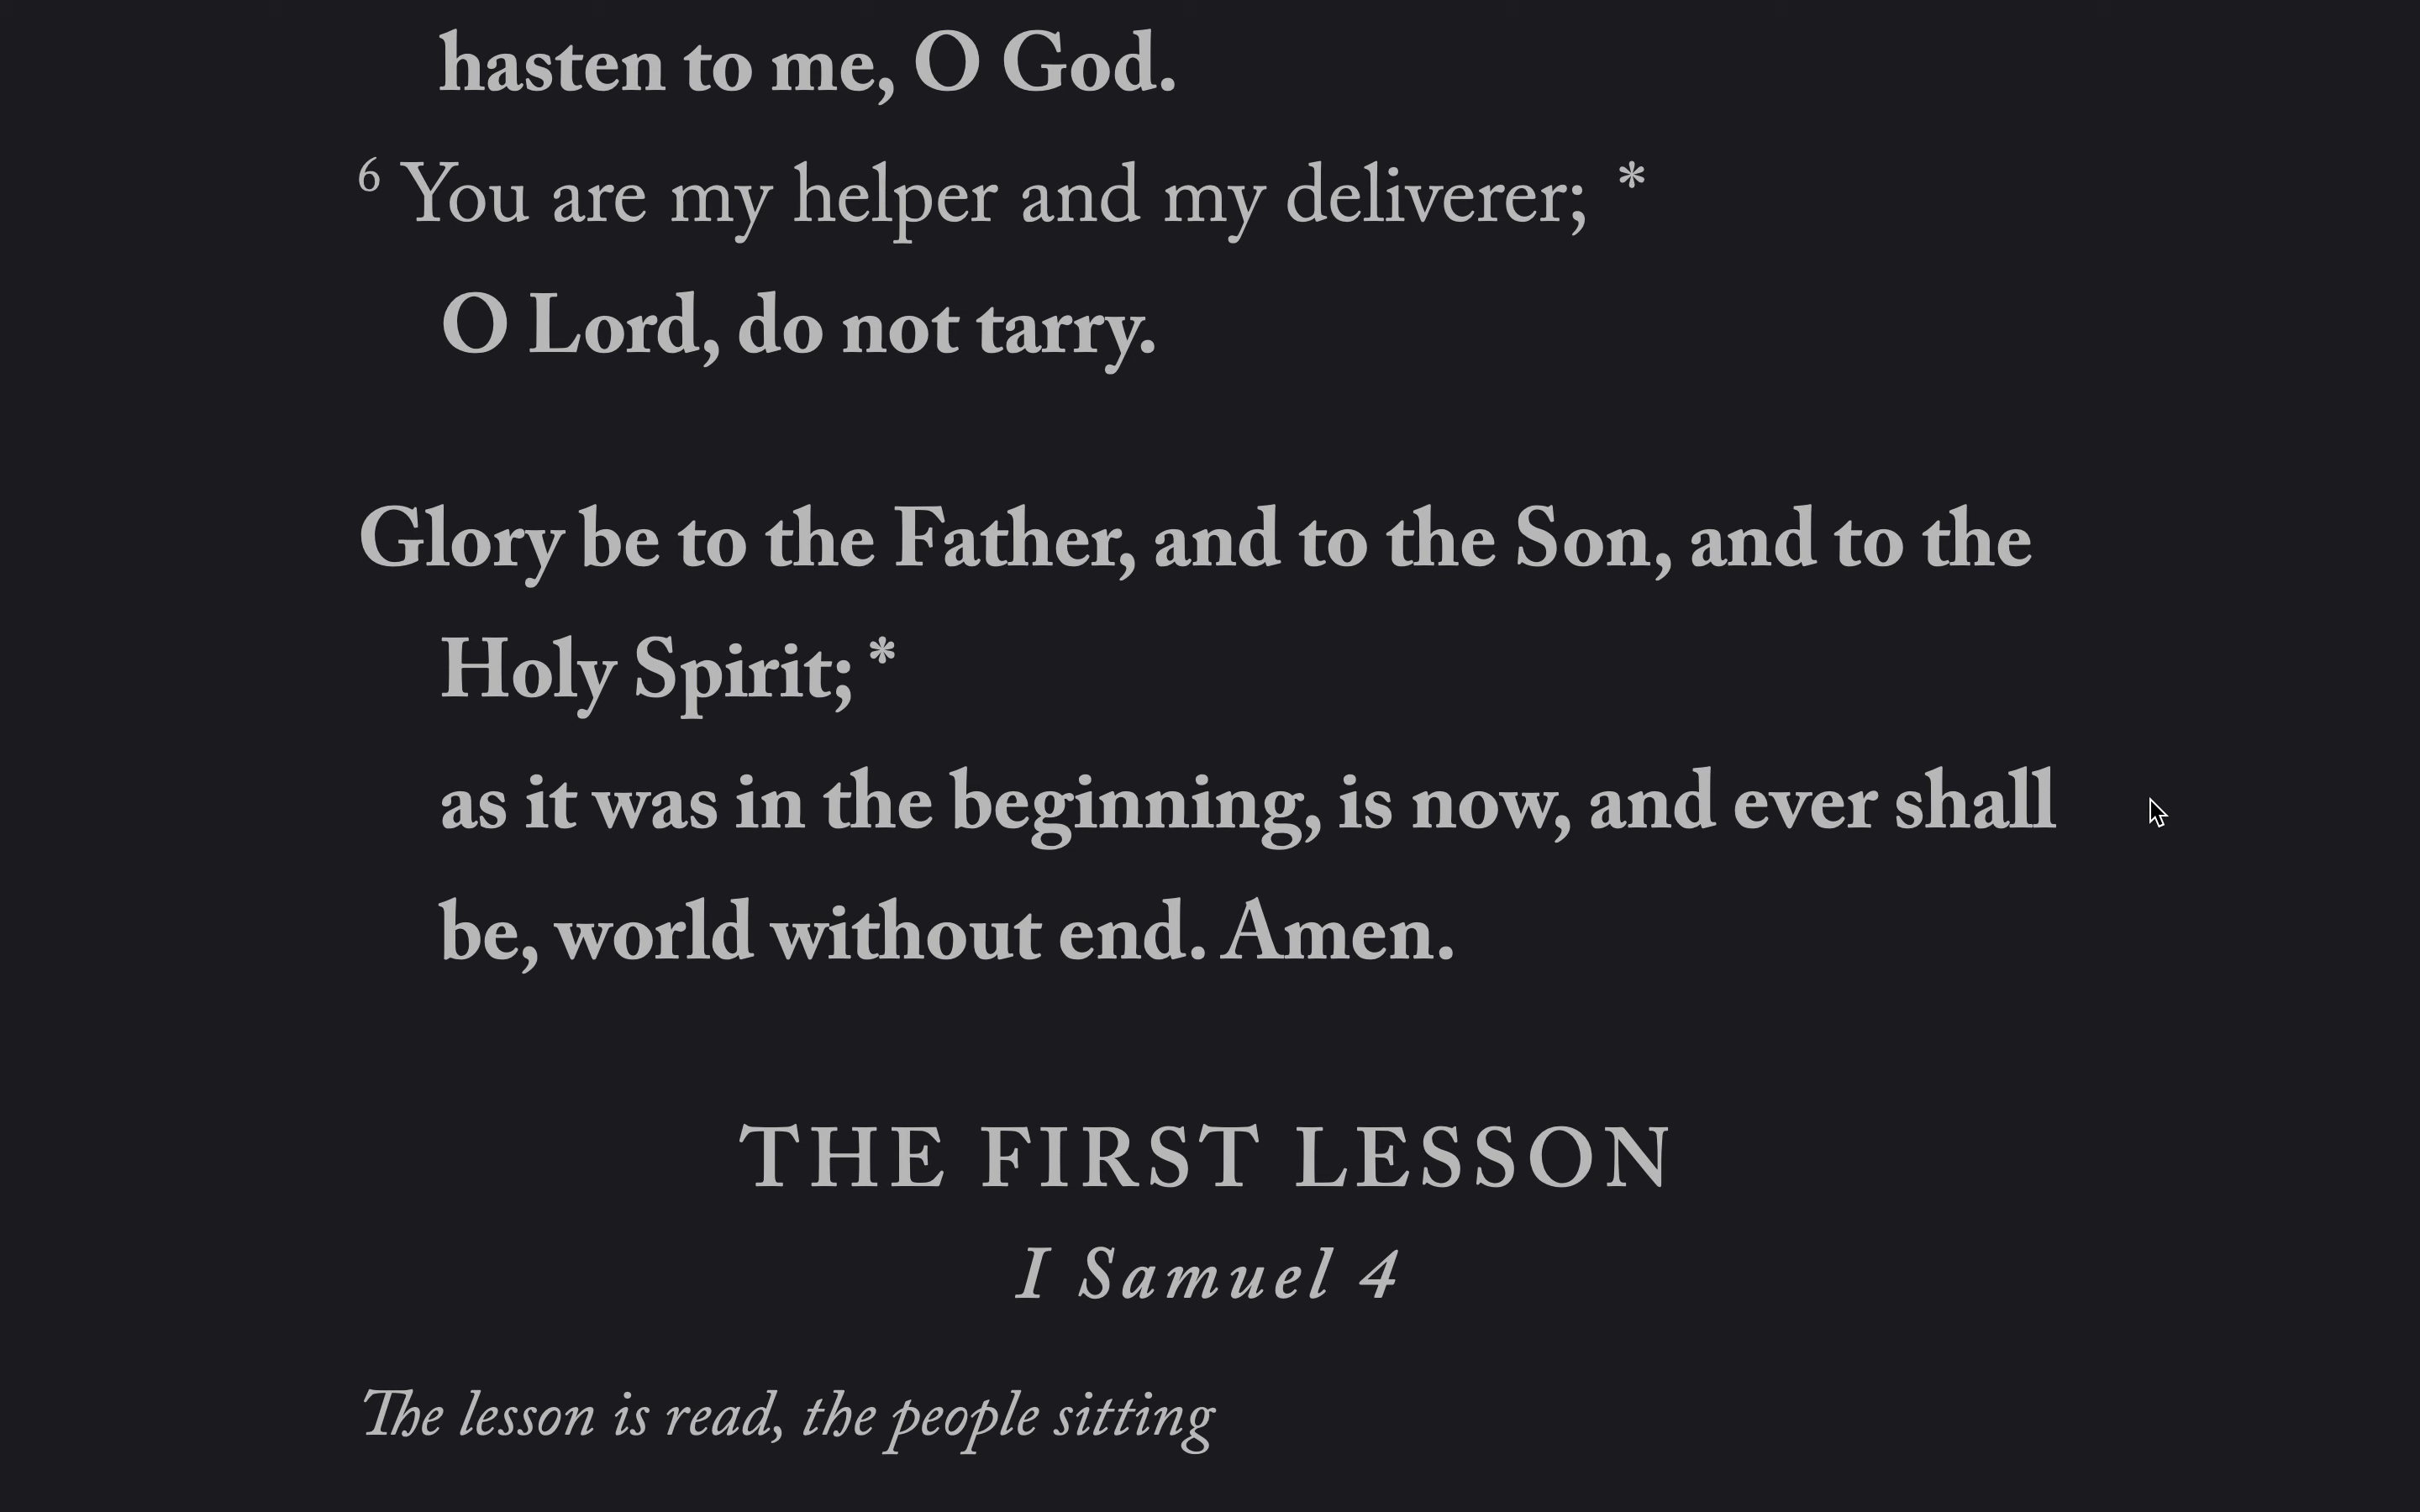 hasten to me, O God.
6 You are my helper and my deliverer; *
O Lord, do not tarry.
Glory be to the Father, and to the Son, and to the
Holy Spirit; *
as it was in the beginning, is now, and ever shall
be, world without end. Amen.
THE FIRST LESSON
I Samuel 4
The lesson is read, the people sitting